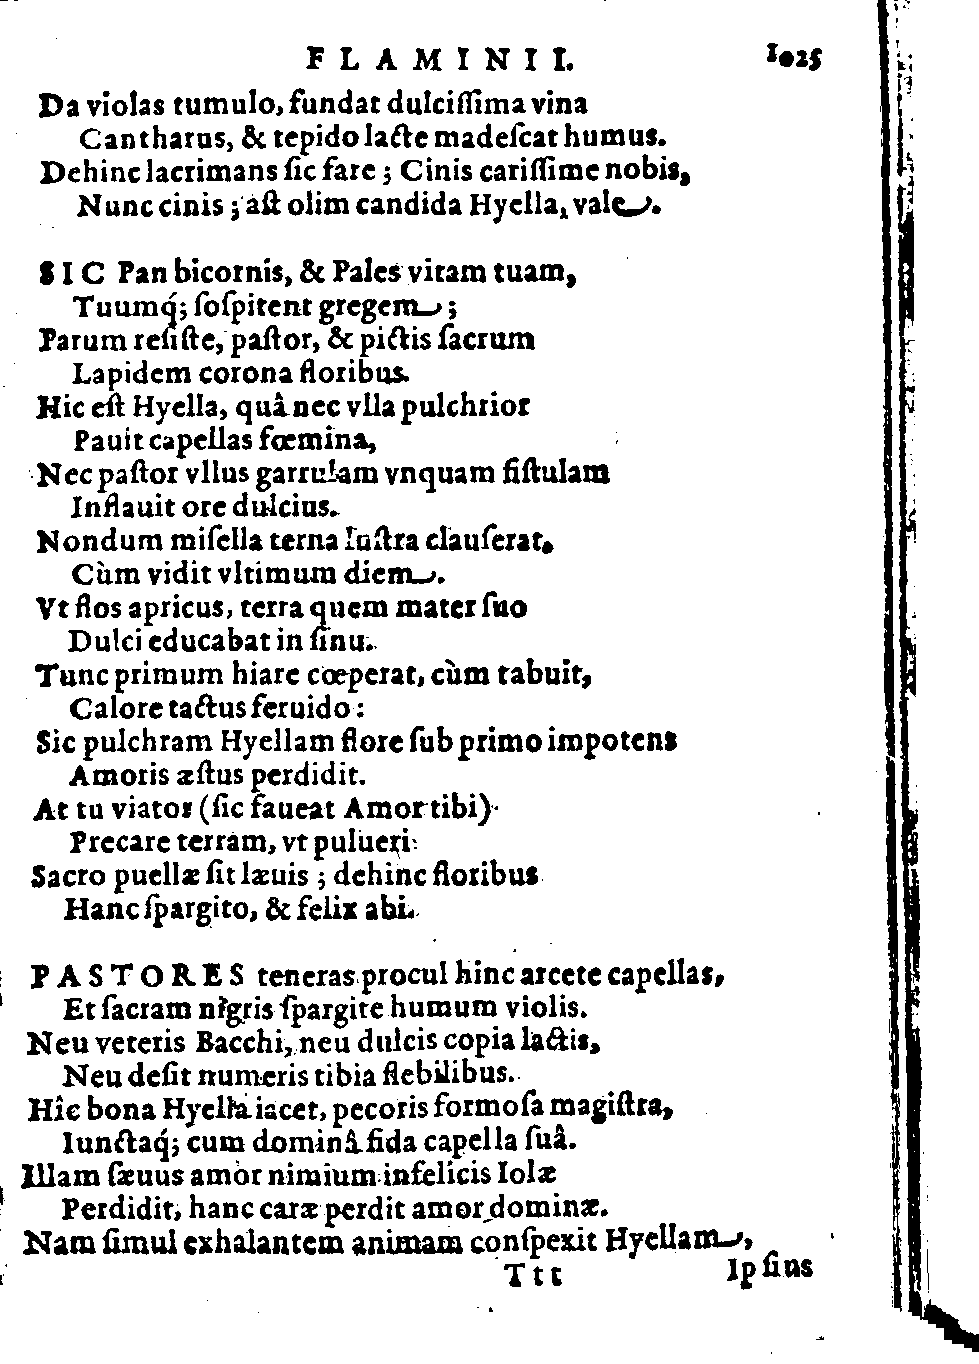 FLAMINII. 1025
Da violas tumulo, fundat dulciſſima vina
Cantharus, & tepido lacte madeſcat humus.
Dehinc lacrimans ſic fare ; Cinis cariſſime nobis,
Nunc cinis ; aſt olim candida Hyella, vale.
SIC Pan bicornis, & Pales vitam tuam,
Tuumq́; ſoſpitent gregem ;
Parum reſiſte, paſtor, & pictis ſacrum
Lapidem corona floribus.
Hic eſt Hyella, quâ nec vlla pulchrior
Pauit capellas fœmina,
Nec paſtor vllus garrulam vnquam fiſtulam
Inflauit ore dulcius.
Nondum miſella terna luſtra clauſerat,
Cùm vidit vltimum diem.
Vt flos apricus, terra quem mater ſuo
Dulci educabat in ſinu.
Tunc primum hiare cœperat, cùm tabuit,
Calore tactus feruido :
Sic pulchram Hyellam flore ſub primo impotens
Amoris æſtus perdidit.
At tu viator (ſic faueat Amor tibi)
Precare terram, vt pulueri
Sacro puellæ ſit læuis ; dehinc floribus
Hanc ſpargito, & felix abi.
PASTORES teneras procul hinc arcete capellas,
Et ſacram nigris ſpargite humum violis.
Neu veteris Bacchi, neu dulcis copia lactis,
Neu deſit numeris tibia flebilibus.
Hîc bona Hyella iacet, pecoris formoſa magiſtra,
Iunctaq́; cum dominâ fida capella ſuâ.
Illam ſæuus amor nimium infelicis Iolæ
Perdidit, hanc caræ perdit amor dominæ.
Nam ſimul exhalantem animam conſpexit Hyellam,
Ttt Ipſius